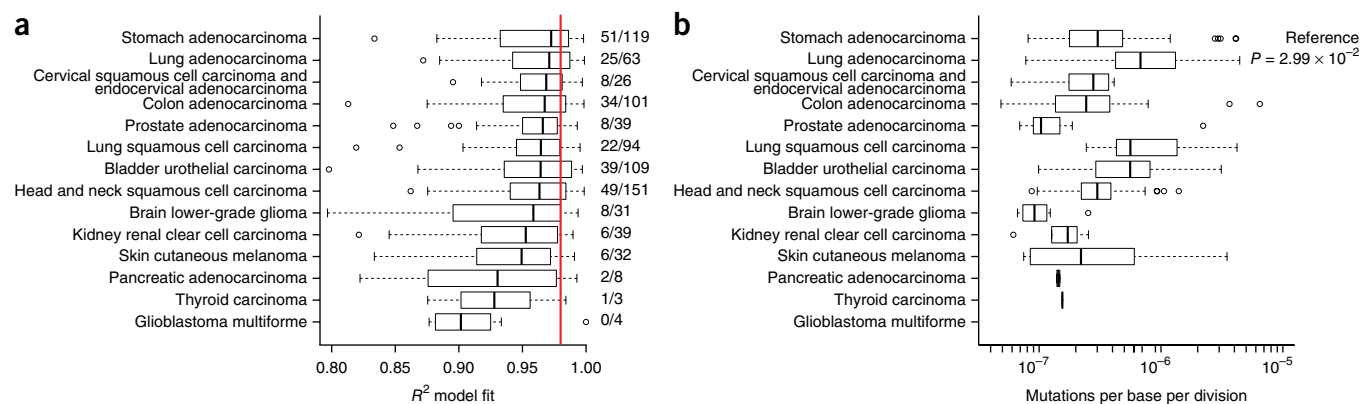 a
Stomach adenocarcinoma
51/119
Lung adenocarcinoma
25/63
Cervical squamous cell carcinoma and
endocervical adenocarcinoma
8/26
Colon adenocarcinoma
34/101
Prostate adenocarcinoma
8/39
Lung squamous cell carcinoma
22/94
Bladder urothelial carcinoma
39/109
Head and neck squamous cell carcinoma
49/151
Brain lower-grade glioma
8/31
Kidney renal clear cell carcinoma
6/39
Skin cutaneous melanoma
6/32
Pancreatic adenocarcinoma
2/8
Thyroid carcinoma
1/3
Glioblastoma multiforme
0/4
0.80 0.85 0.90 0.95 1.00
R² model fit
b
Stomach adenocarcinoma
Reference
Lung adenocarcinoma
P = 2.99 × 10⁻²
Cervical squamous cell carcinoma and
endocervical adenocarcinoma
Colon adenocarcinoma
Prostate adenocarcinoma
Lung squamous cell carcinoma
Bladder urothelial carcinoma
Head and neck squamous cell carcinoma
Brain lower-grade glioma
Kidney renal clear cell carcinoma
Skin cutaneous melanoma
Pancreatic adenocarcinoma
Thyroid carcinoma
Glioblastoma multiforme
10⁻⁷ 10⁻⁶ 10⁻⁵
Mutations per base per division